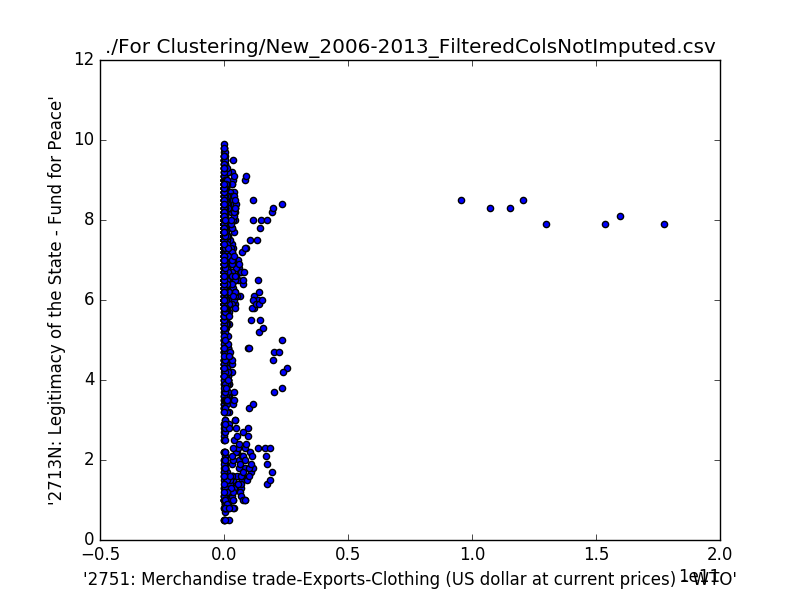 ./For Clustering/New_2006-2013_FilteredColsNotImputed.csv
12
10
8
6
4
2
0
'2713N: Legitimacy of the State - Fund for Peace'
−0.5 0.0 0.5 1.0 1.5 2.0
1e11
'2751: Merchandise trade-Exports-Clothing (US dollar at current prices) - WTO'